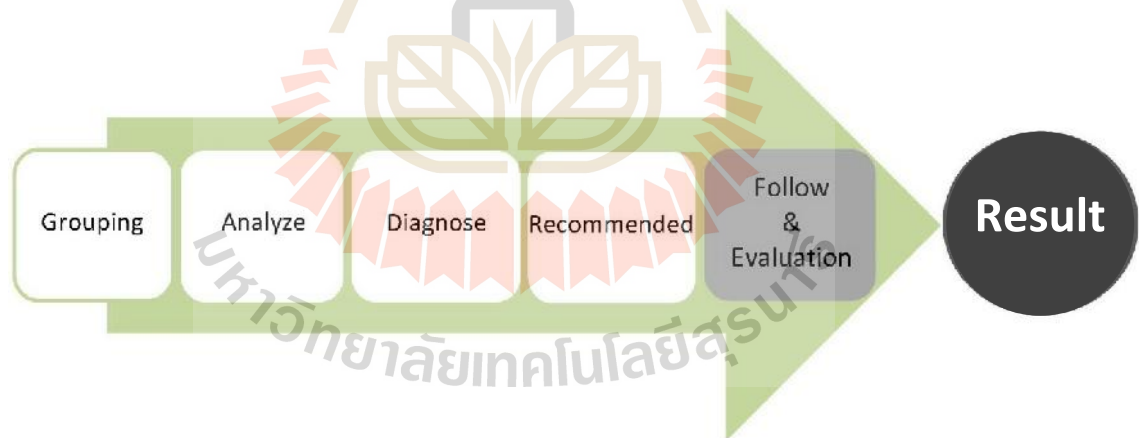 Grouping
Analyze
Diagnose
Recommended
Follow
&
Evaluation
Result
มหาวิทยาลัยเทคโนโลยีสุรนารี